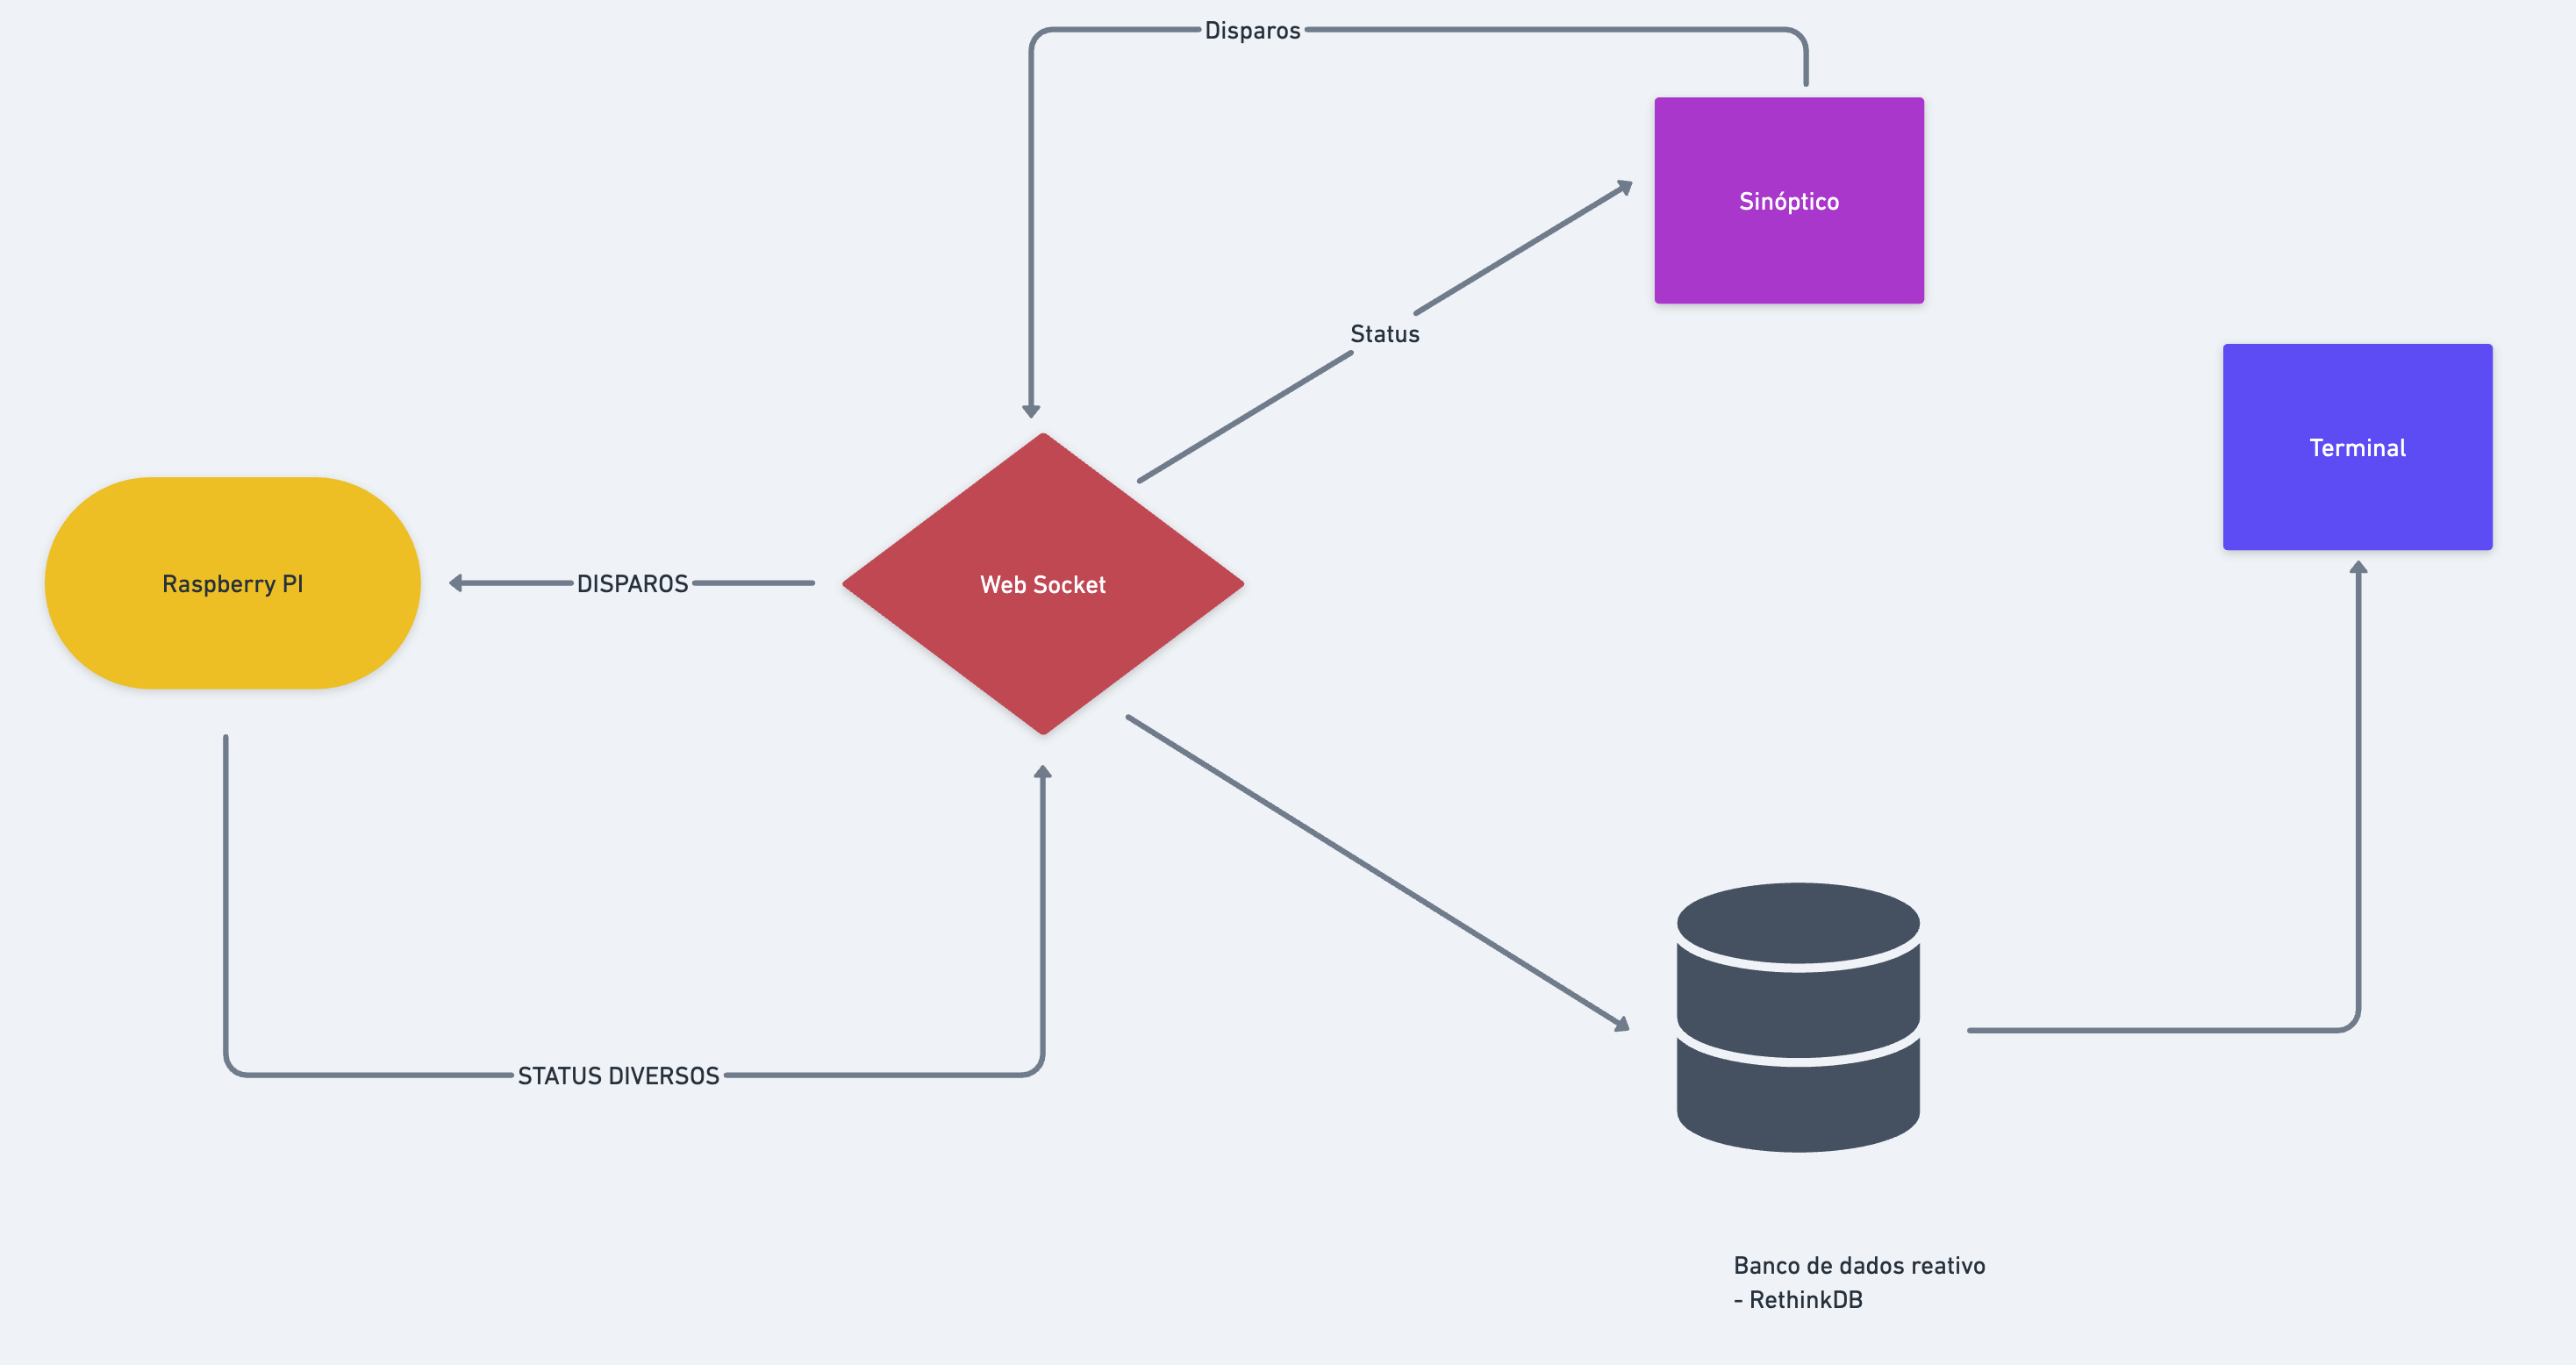 Disparos
Sinóptico
Status
Terminal
Raspberry PI
DISPAROS
Web Socket
STATUS DIVERSOS
Banco de dados reativo
- RethinkDB